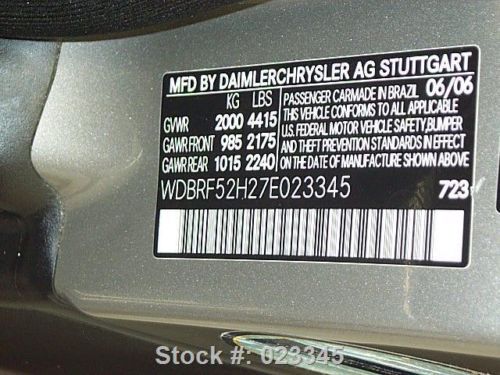 MFD BY DAIMLERCHRYSLER AG STUTTGART
KG LBS
GVWR 2000 4415
GAWR FRONT 985 2175
GAWR REAR 1015 2240
PASSENGER CARMADE IN BRAZIL 06/06
THIS VEHICLE CONFORMS TO ALL APPLICABLE
U.S. FEDERAL MOTOR VEHICLE SAFETY,BUMPER
AND THEFT PREVENTION STANDARDS IN EFFECT
ON THE DATE OF MANUFACTURE SHOWN ABOVE
WDBRF52H27E023345 723
Stock #: 023345